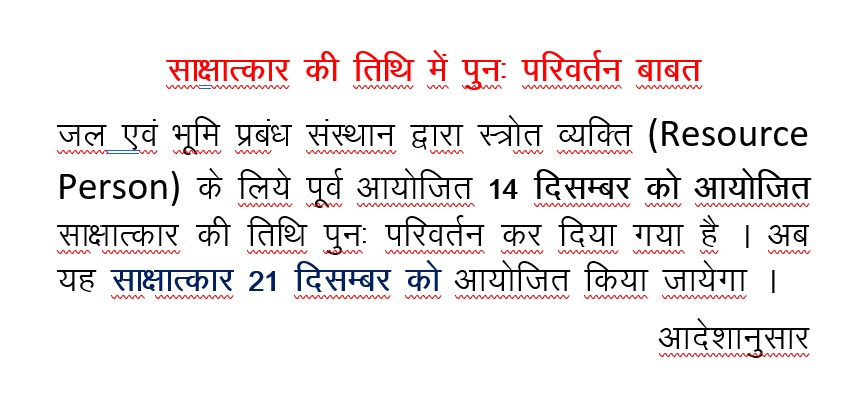 साक्षात्कार की तिथि में पुनः परिवर्तन बाबत
जल एवं भूमि प्रबंध संस्थान द्वारा स्त्रोत व्यक्ति (Resource
Person) के लिये पूर्व आयोजित 14 दिसम्बर को आयोजित
साक्षात्कार की तिथि पुनः परिवर्तन कर दिया गया है । अब
यह साक्षात्कार 21 दिसम्बर को आयोजित किया जायेगा ।
आदेशानुसार